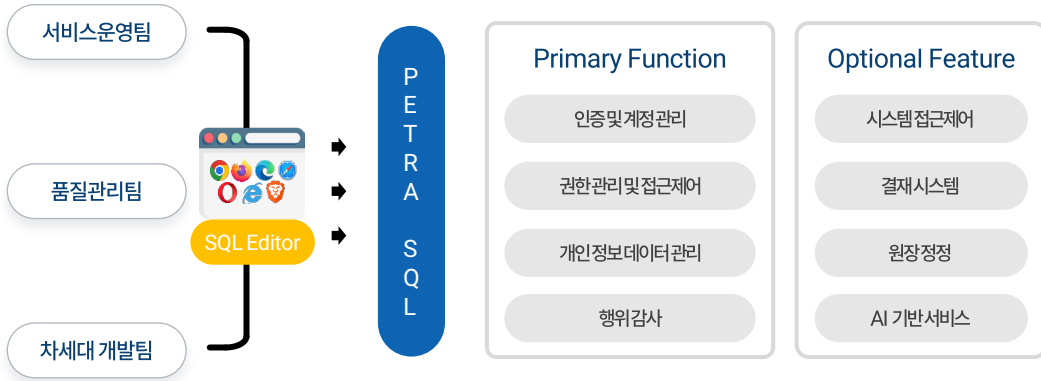 서비스운영팀
품질관리팀
차세대 개발팀
SQL Editor
PETRA SQL
Primary Function
인증 및 계정 관리
권한 관리 및 접근제어
개인 정보 데이터 관리
행위 감사
Optional Feature
시스템 접근제어
결재 시스템
원장 정정
AI 기반 서비스